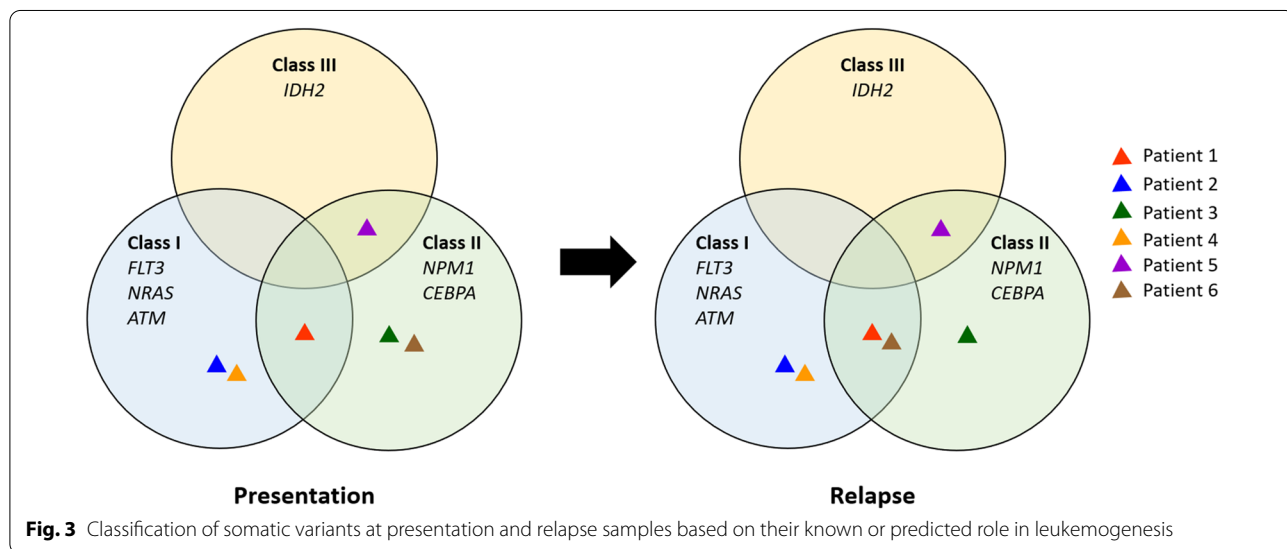 Class III
IDH2
Class I
FLT3
NRAS
ATM
Class II
NPM1
CEBPA
Presentation
Class III
IDH2
Class I
FLT3
NRAS
ATM
Class II
NPM1
CEBPA
Relapse
Patient 1
Patient 2
Patient 3
Patient 4
Patient 5
Patient 6
Fig. 3 Classification of somatic variants at presentation and relapse samples based on their known or predicted role in leukemogenesis